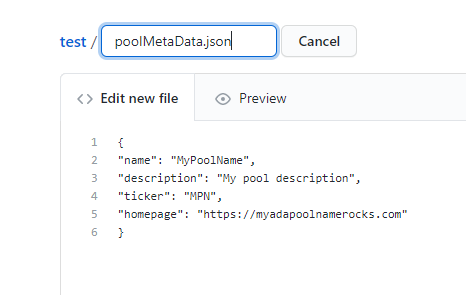 test / poolMetaData.json Cancel
<> Edit new file Preview
1 {
2 "name": "MyPoolName",
3 "description": "My pool description",
4 "ticker": "MPN",
5 "homepage": "https://myadapoolnamerocks.com"
6 }